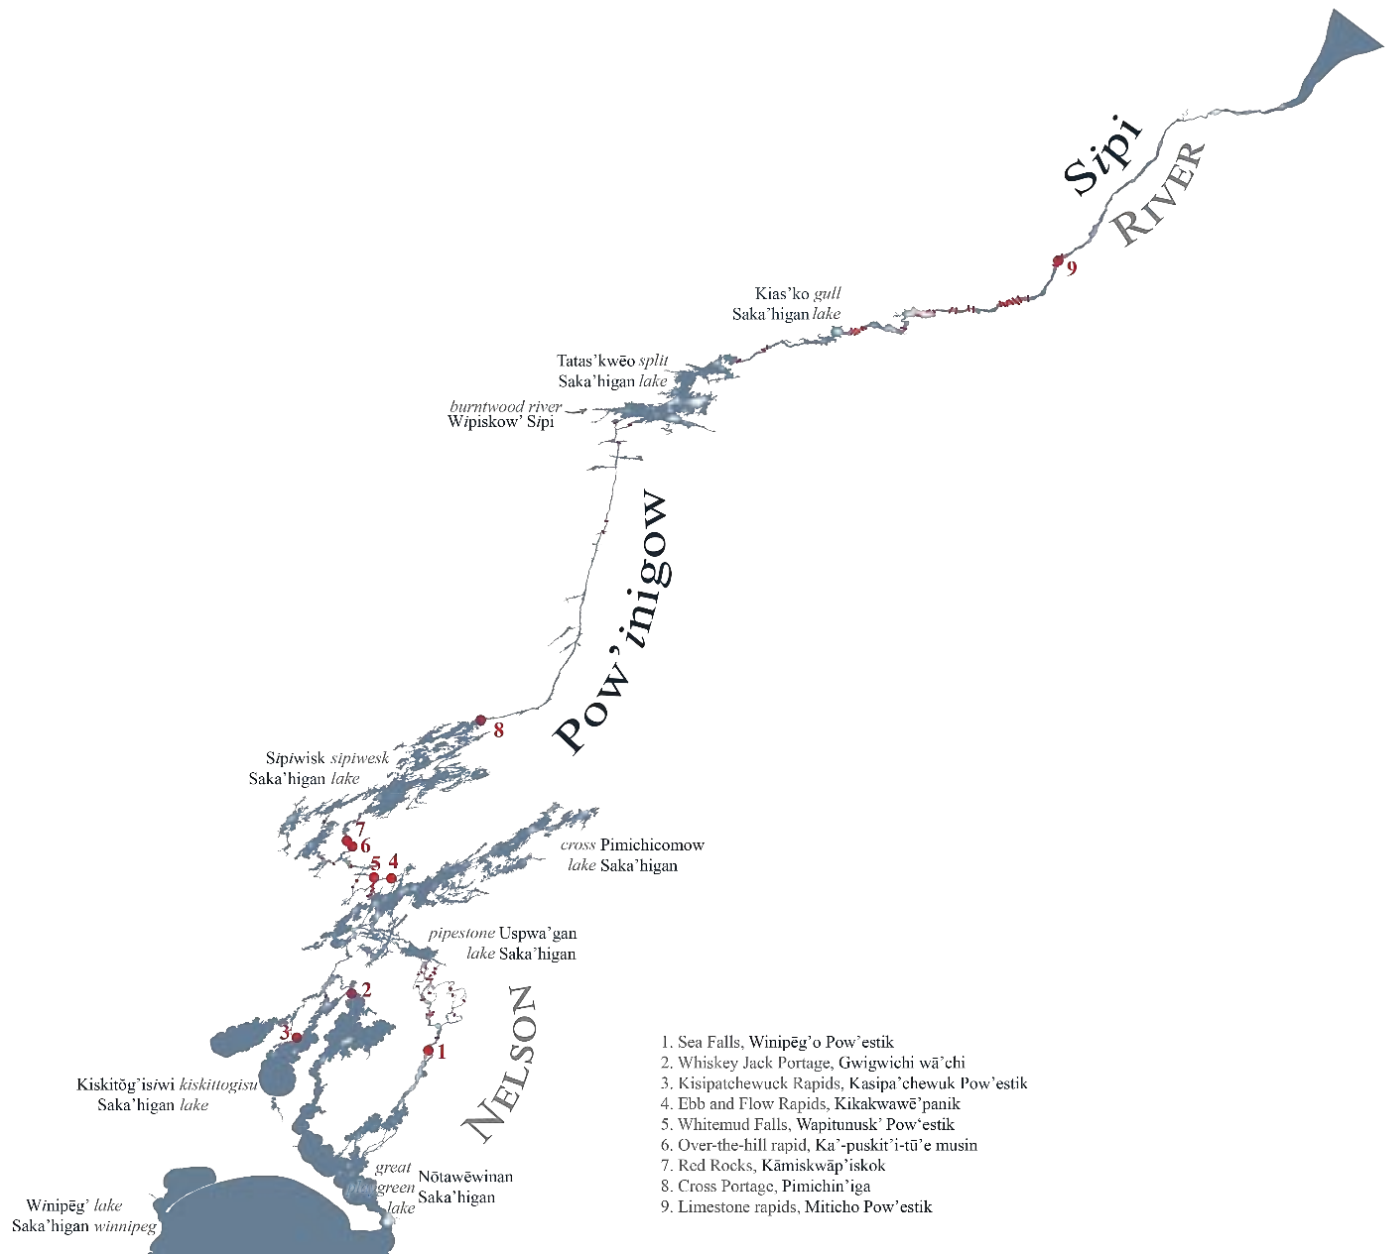 Sipi
RIVER
9
Kias’ko gull
Saka’higan lake
Tatas’kwēo split
Saka’higan lake
burntwood river
Wipiskow’ Sipi
Pow’inigow
8
Sipiwisk sipiwesk
Saka’higan lake
7
6
5 4
cross Pimichicomow
lake Saka’higan
pipestone Uspwa’gan
lake Saka’higan
2
3
1
NELSON
Kiskitŏg’isiwi kiskittogisu
Saka’higan lake
great
playgreen
lake
Nōtawēwinan
Saka’higan
Winipēg’ lake
Saka’higan winnipeg
1. Sea Falls, Winipēg’o Pow’estik
2. Whiskey Jack Portage, Gwigwichi wā’chi
3. Kisipatchewuck Rapids, Kasipa’chewuk Pow’estik
4. Ebb and Flow Rapids, Kikakwawē’panik
5. Whitemud Falls, Wapitunusk’ Pow‘estik
6. Over-the-hill rapid, Ka’-puskit’i-tū’e musin
7. Red Rocks, Kāmiskwāp’iskok
8. Cross Portage, Pimichin’iga
9. Limestone rapids, Miticho Pow’estik